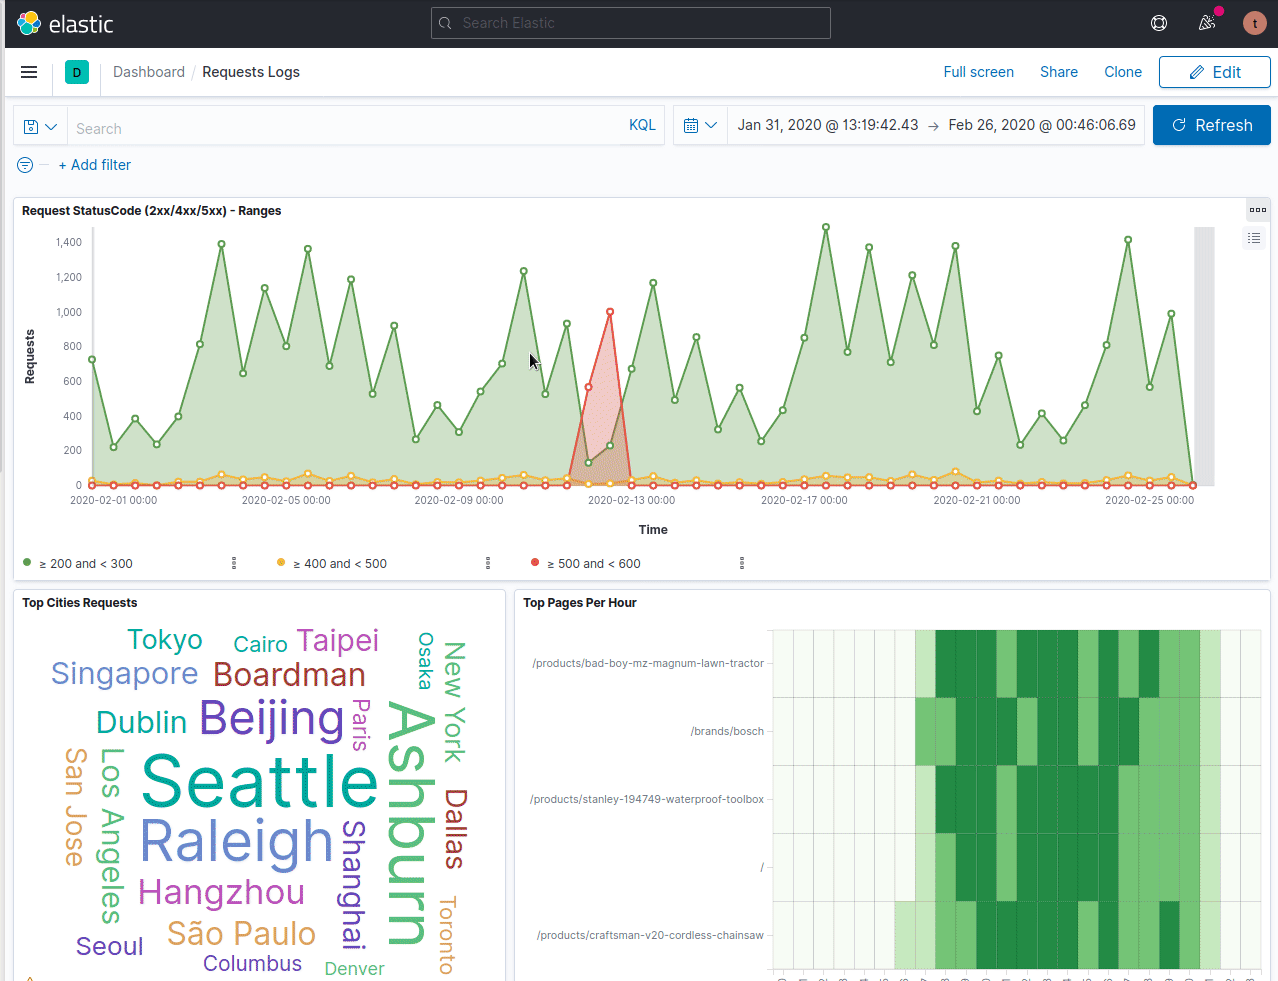 elastic
Search Elastic
t
D
Dashboard / Requests Logs
Full screen
Share
Clone
Edit
Search
KQL
Jan 31, 2020 @ 13:19:42.43 → Feb 26, 2020 @ 00:46:06.69
Refresh
+ Add filter
Request StatusCode (2xx/4xx/5xx) - Ranges
1,400
1,200
1,000
800
600
400
200
0
Requests
2020-02-01 00:00
2020-02-05 00:00
2020-02-09 00:00
2020-02-13 00:00
2020-02-17 00:00
2020-02-21 00:00
2020-02-25 00:00
Time
≥ 200 and < 300
≥ 400 and < 500
≥ 500 and < 600
Top Cities Requests
Tokyo
Cairo
Taipei
Osaka
New York
Singapore
Boardman
Dublin
Beijing
Paris
Ashburn
San Jose
Los Angeles
Seattle
Dallas
Raleigh
Shanghai
Hangzhou
Toronto
São Paulo
Seoul
Columbus
Denver
Top Pages Per Hour
/products/bad-boy-mz-magnum-lawn-tractor
/brands/bosch
/products/stanley-194749-waterproof-toolbox
/
/products/craftsman-v20-cordless-chainsaw